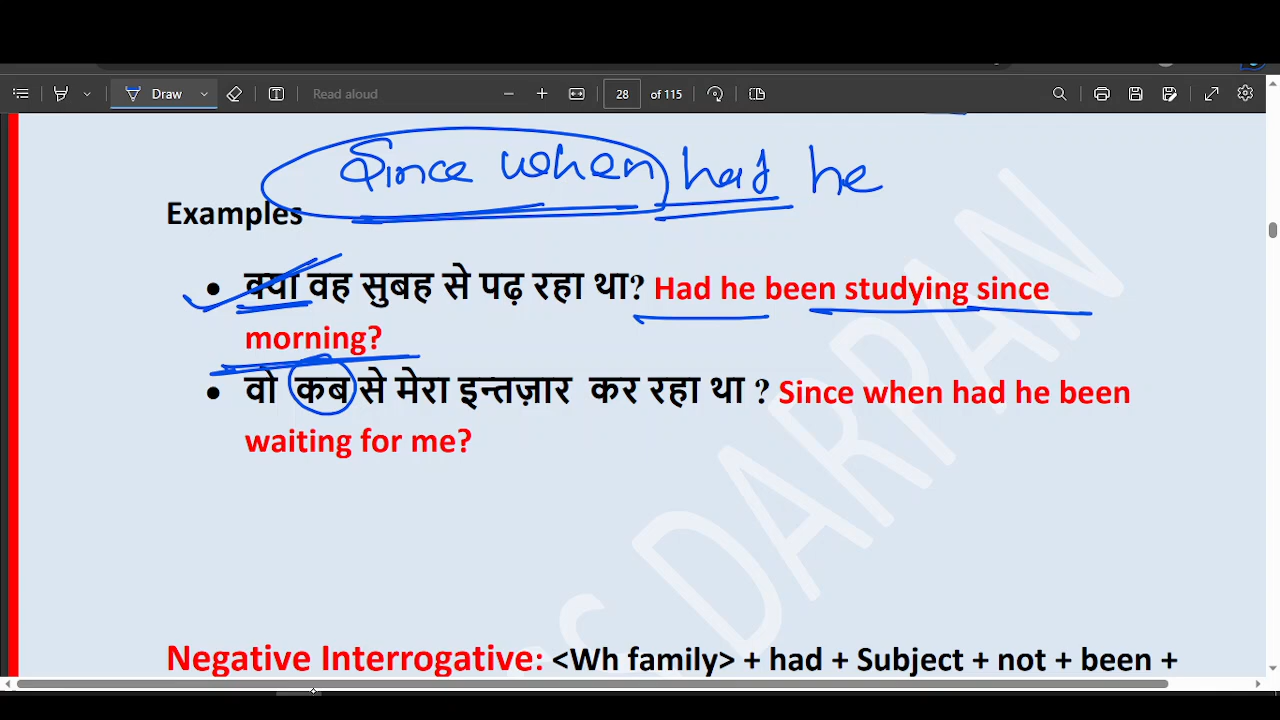 Draw
Read aloud
28
of 115
Since when had he
Examples
• क्या वह सुबह से पढ़ रहा था? Had he been studying since
morning?
• वो कब से मेरा इन्तज़ार कर रहा था ? Since when had he been
waiting for me?
DARPAN
Negative Interrogative: <Wh family> + had + Subject + not + been +